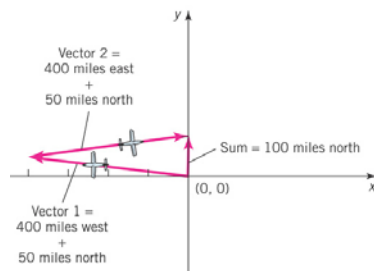 y
Vector 2 =
400 miles east
+
50 miles north
Sum = 100 miles north
x
(0, 0)
Vector 1 =
400 miles west
+
50 miles north